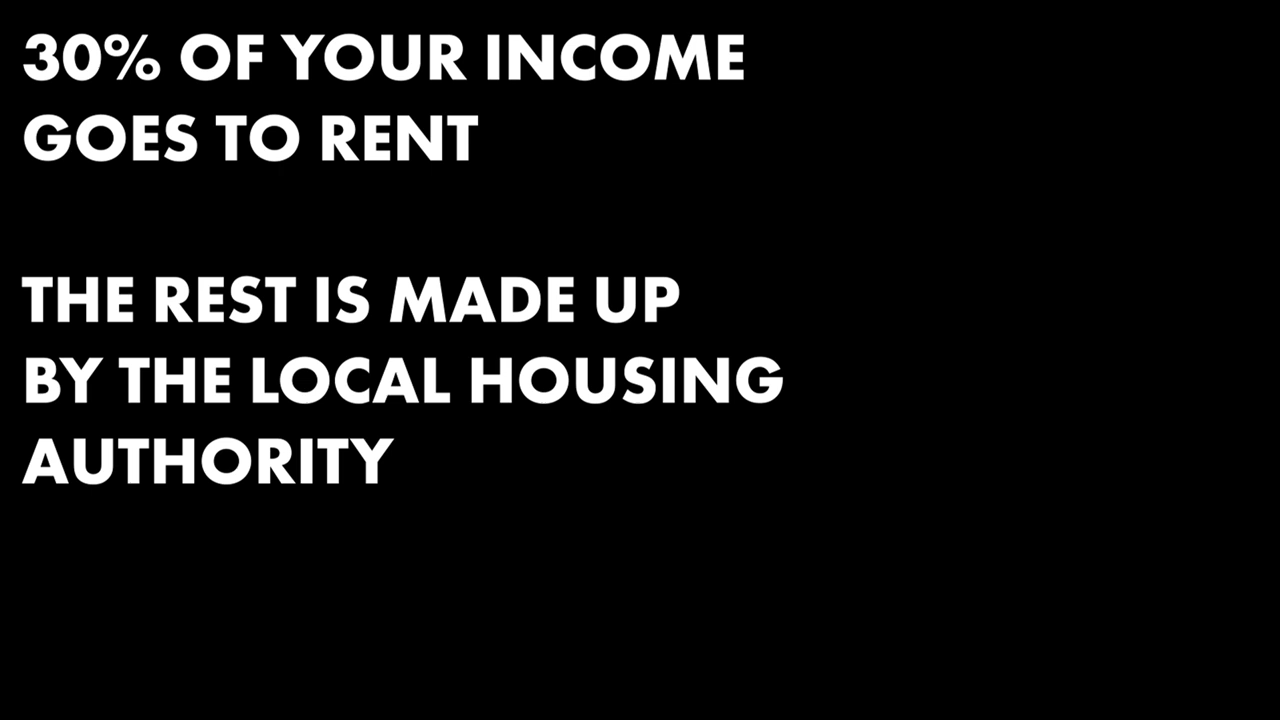 30% OF YOUR INCOME
GOES TO RENT
THE REST IS MADE UP
BY THE LOCAL HOUSING
AUTHORITY